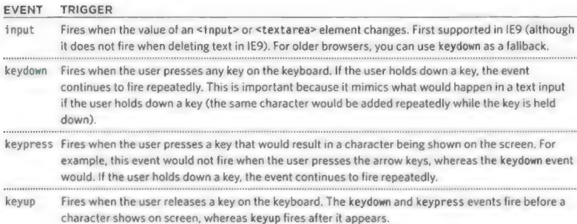 EVENT TRIGGER
input Fires when the value of an <input> or <textarea> element changes. First supported in IE9 (although
it does not fire when deleting text in IE9). For older browsers, you can use keydown as a fallback.
keydown Fires when the user presses any key on the keyboard. If the user holds down a key, the event
continues to fire repeatedly. This is important because it mimics what would happen in a text input
if the user holds down a key (the same character would be added repeatedly while the key is held
down).
keypress Fires when the user presses a key that would result in a character being shown on the screen. For
example, this event would not fire when the user presses the arrow keys, whereas the keydown event
would. If the user holds down a key, the event continues to fire repeatedly.
keyup Fires when the user releases a key on the keyboard. The keydown and keypress events fire before a
character shows on screen, whereas keyup fires after it appears.